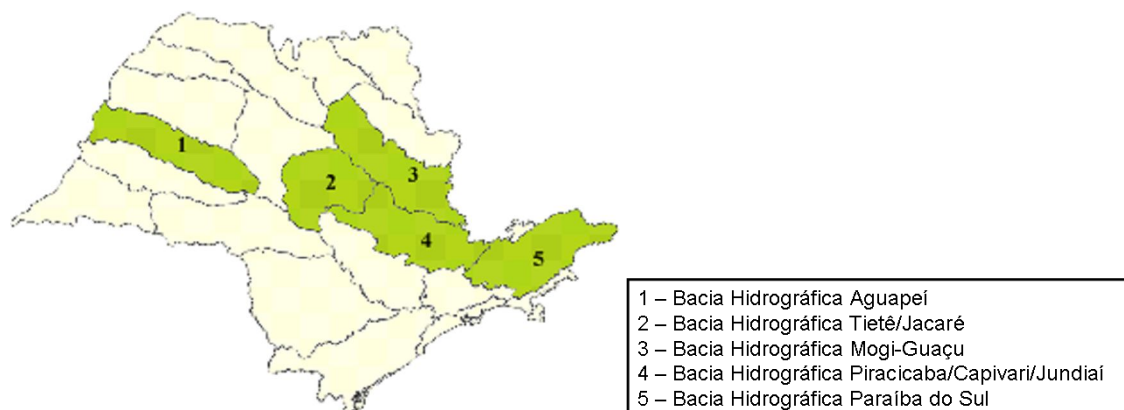 1
2
3
4
5
1 – Bacia Hidrográfica Aguapeí
2 – Bacia Hidrográfica Tietê/Jacaré
3 – Bacia Hidrográfica Mogi-Guaçu
4 – Bacia Hidrográfica Piracicaba/Capivari/Jundiaí
5 – Bacia Hidrográfica Paraíba do Sul